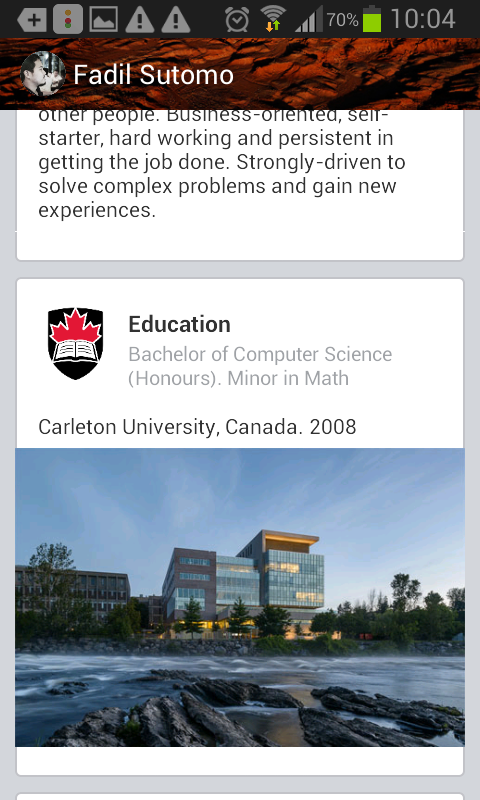 70% 10:04
Fadil Sutomo
other people. Business-oriented, self-
starter, hard working and persistent in
getting the job done. Strongly-driven to
solve complex problems and gain new
experiences.
Education
Bachelor of Computer Science
(Honours). Minor in Math
Carleton University, Canada. 2008